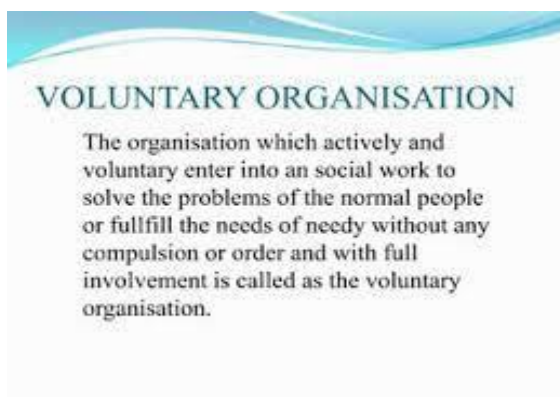 VOLUNTARY ORGANISATION
The organisation which actively and
voluntary enter into an social work to
solve the problems of the normal people
or fullfill the needs of needy without any
compulsion or order and with full
involvement is called as the voluntary
organisation.